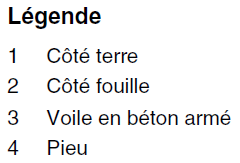 Légende
1 Côté terre
2 Côté fouille
3 Voile en béton armé
4 Pieu